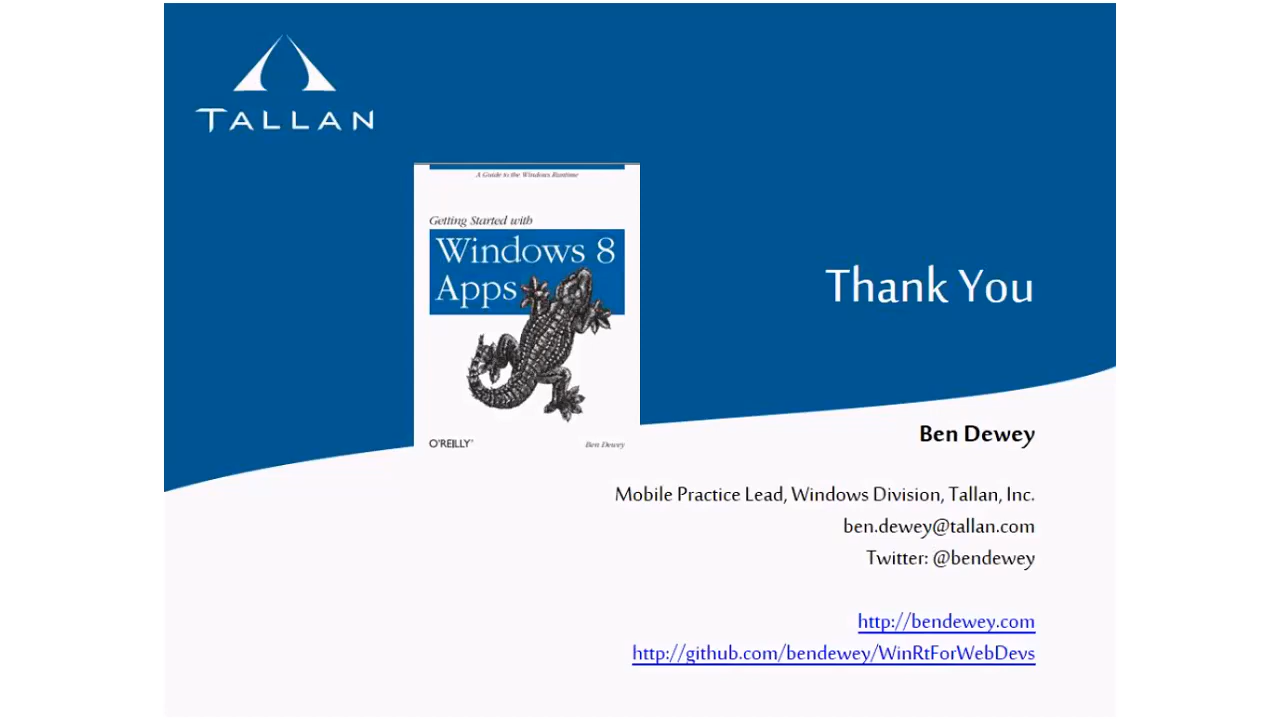 TALLAN
A Guide to the Windows Runtime
Getting Started with
Windows 8
Apps
O'REILLY®
Ben Dewey
Thank You
Ben Dewey
Mobile Practice Lead, Windows Division, Tallan, Inc.
ben.dewey@tallan.com
Twitter: @bendewey
http://bendewey.com
http://github.com/bendewey/WinRtForWebDevs